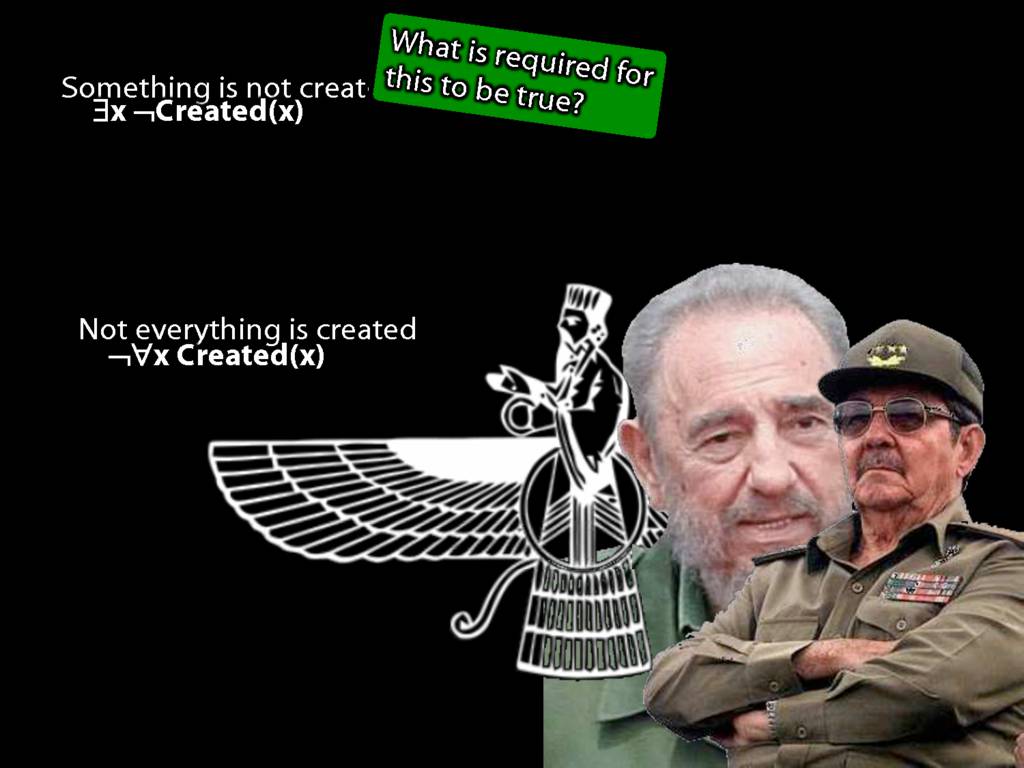 What is required for
this to be true?
Something is not creat
∃x ¬Created(x)
Not everything is created
¬∀x Created(x)